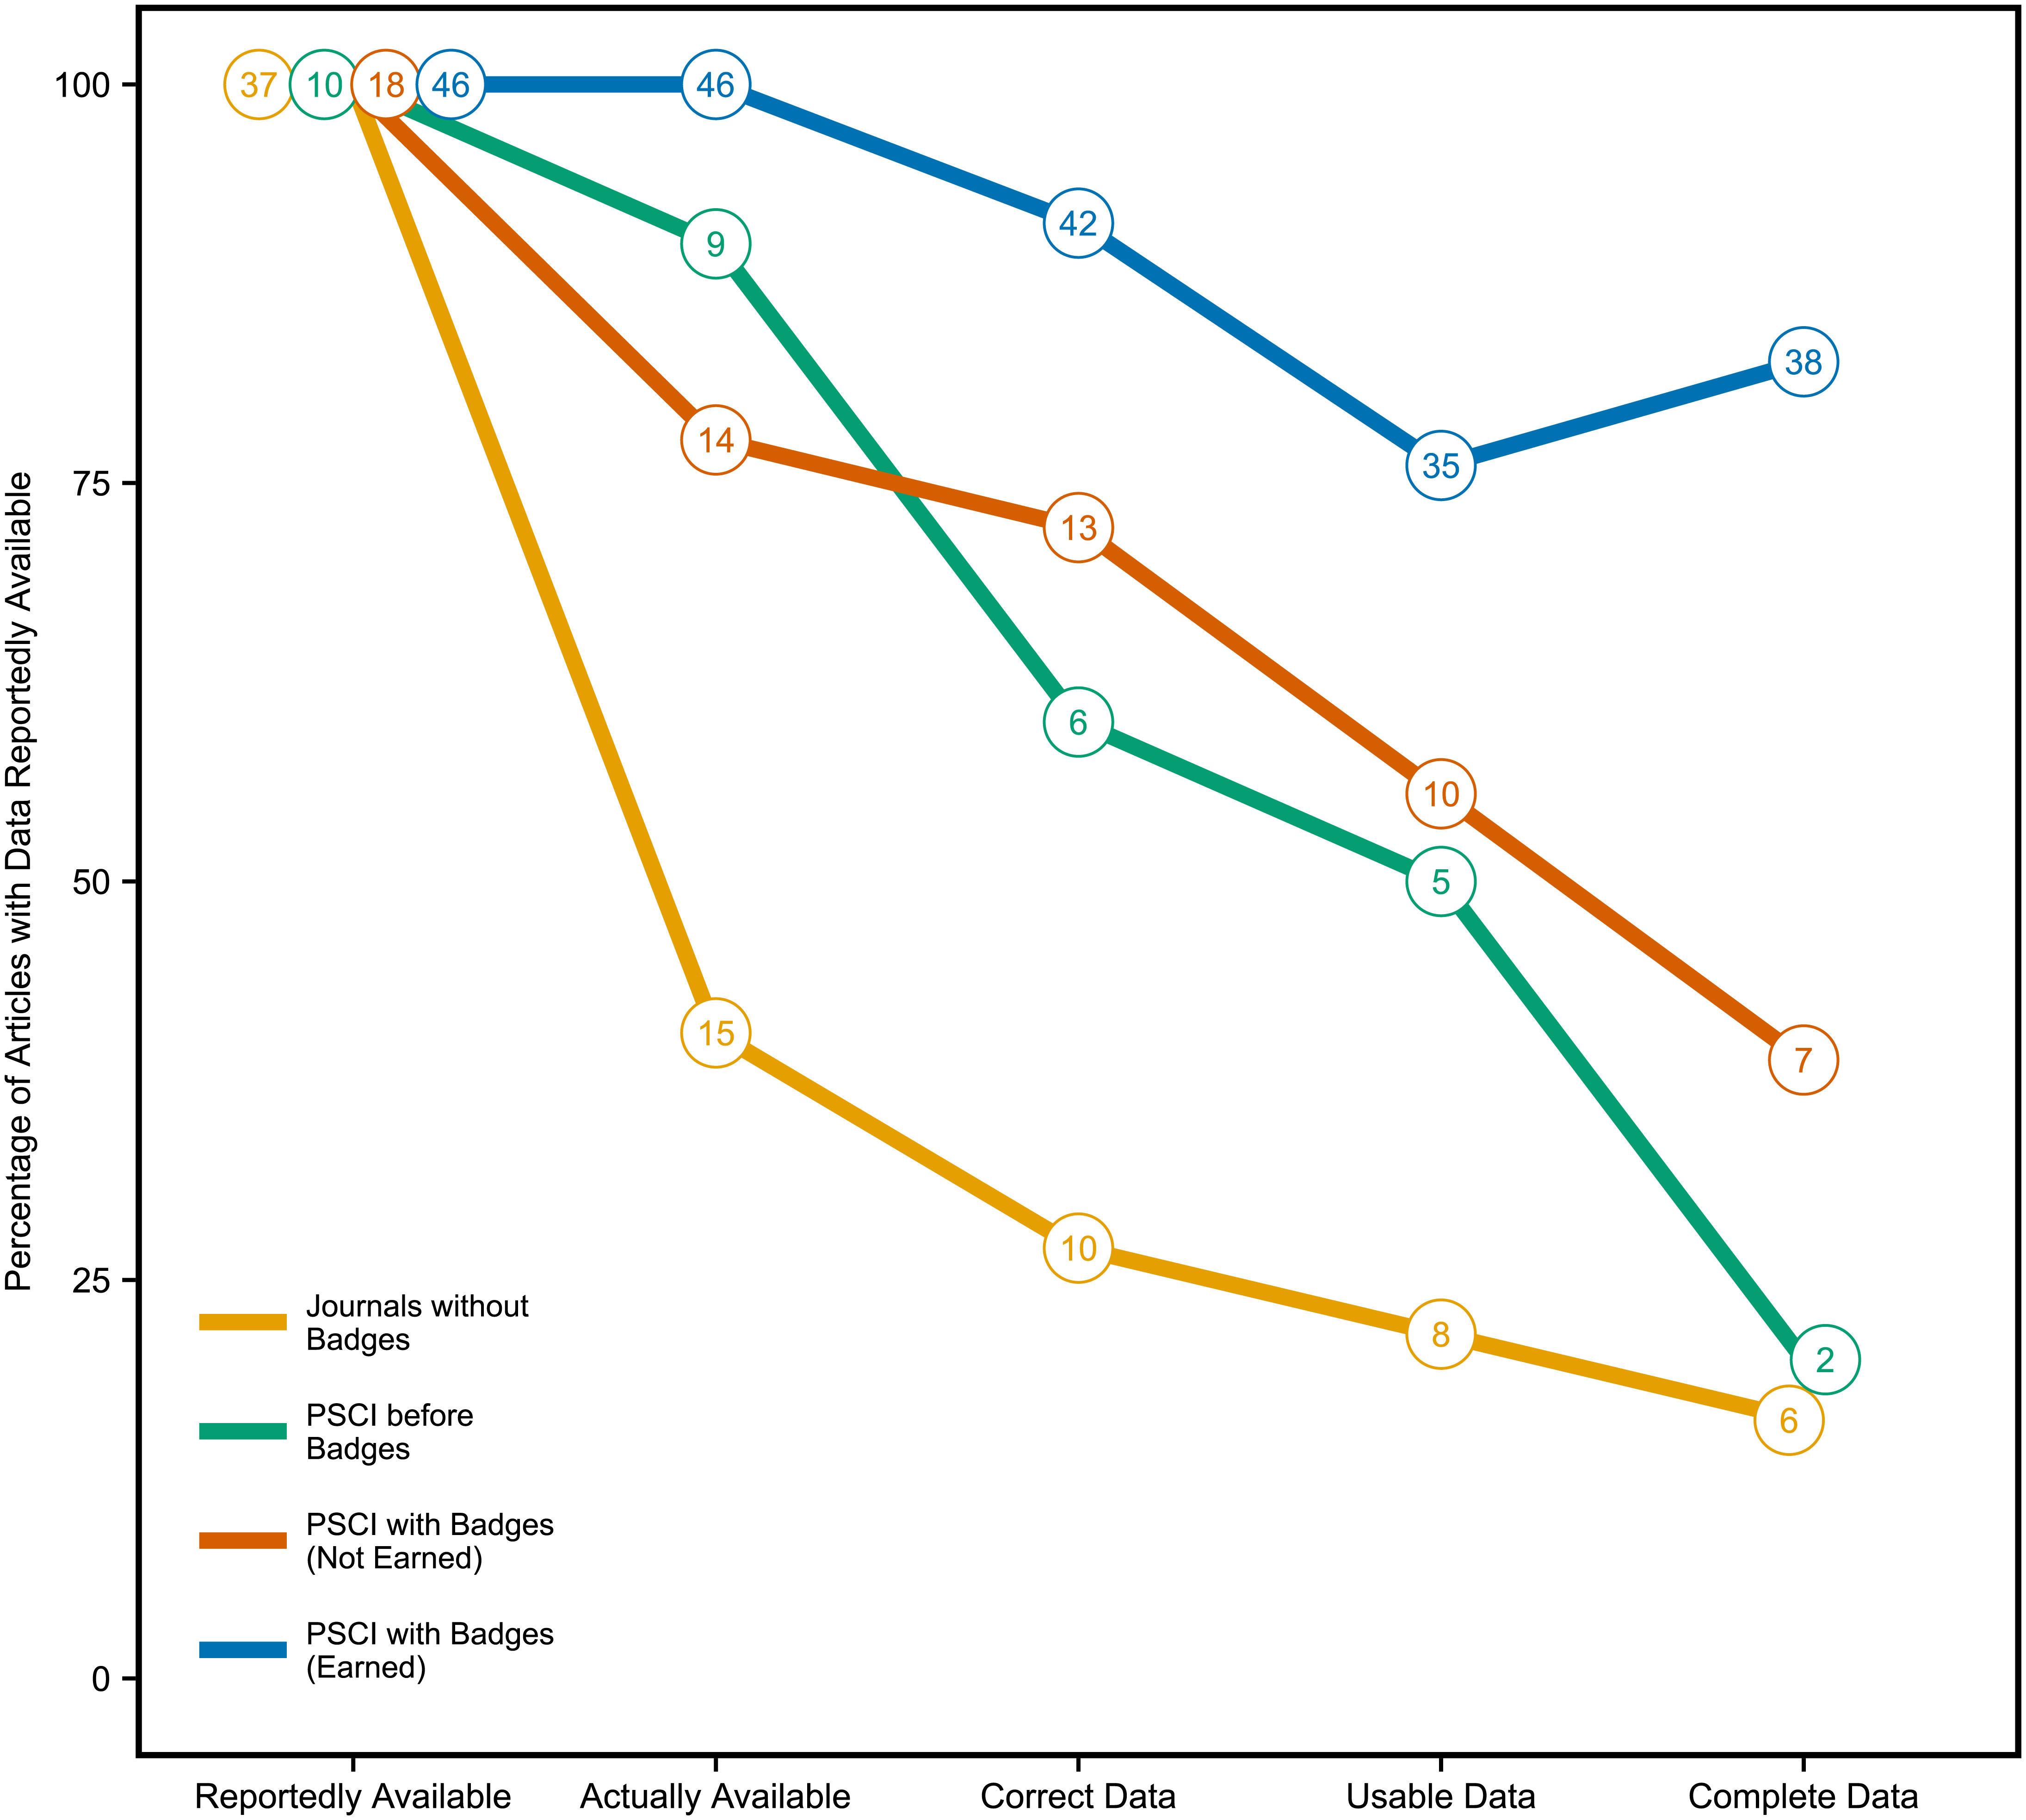 Percentage of Articles with Data Reportedly Available
100
75
50
25
0
37 10 18 46 46
42
9
38
35
14
13
6
10
5
15
7
10
8
2
6
Journals without
Badges
PSCI before
Badges
PSCI with Badges
(Not Earned)
PSCI with Badges
(Earned)
Reportedly Available Actually Available Correct Data Usable Data Complete Data